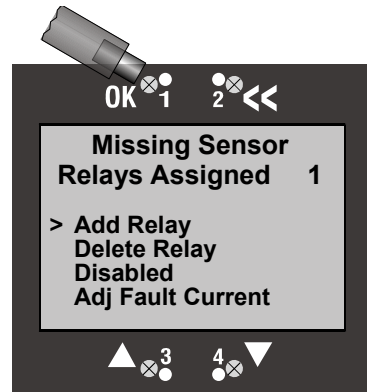 OK 1 2 <<
Missing Sensor
Relays Assigned 1
> Add Relay
Delete Relay
Disabled
Adj Fault Current
3 4